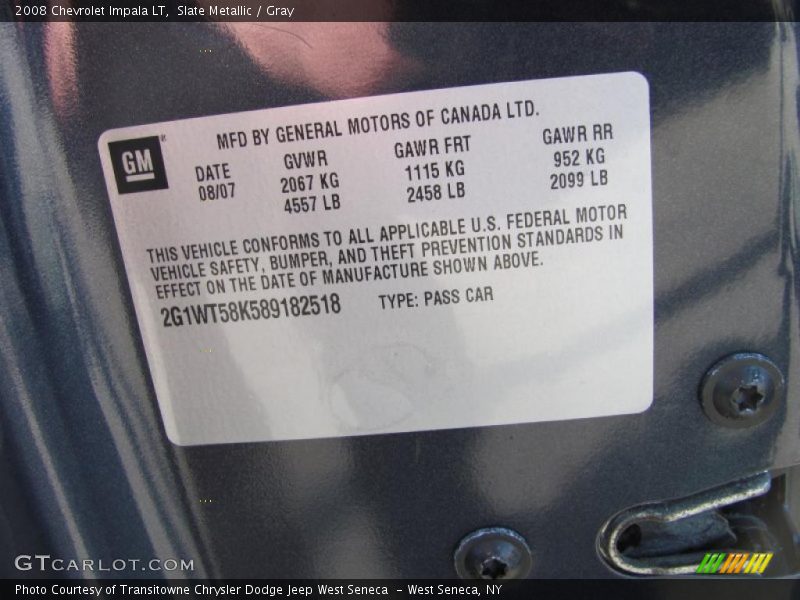 2008 Chevrolet Impala LT,  Slate Metallic / Gray
GM
MFD BY GENERAL MOTORS OF CANADA LTD.
DATE GVWR GAWR FRT GAWR RR
08/07 2067 KG 1115 KG 952 KG
4557 LB 2458 LB 2099 LB
THIS VEHICLE CONFORMS TO ALL APPLICABLE U.S. FEDERAL MOTOR
VEHICLE SAFETY, BUMPER, AND THEFT PREVENTION STANDARDS IN
EFFECT ON THE DATE OF MANUFACTURE SHOWN ABOVE.
2G1WT58K589182518 TYPE: PASS CAR
GTCARLOT.COM
Photo Courtesy of Transitowne Chrysler Dodge Jeep West Seneca  - West Seneca, NY